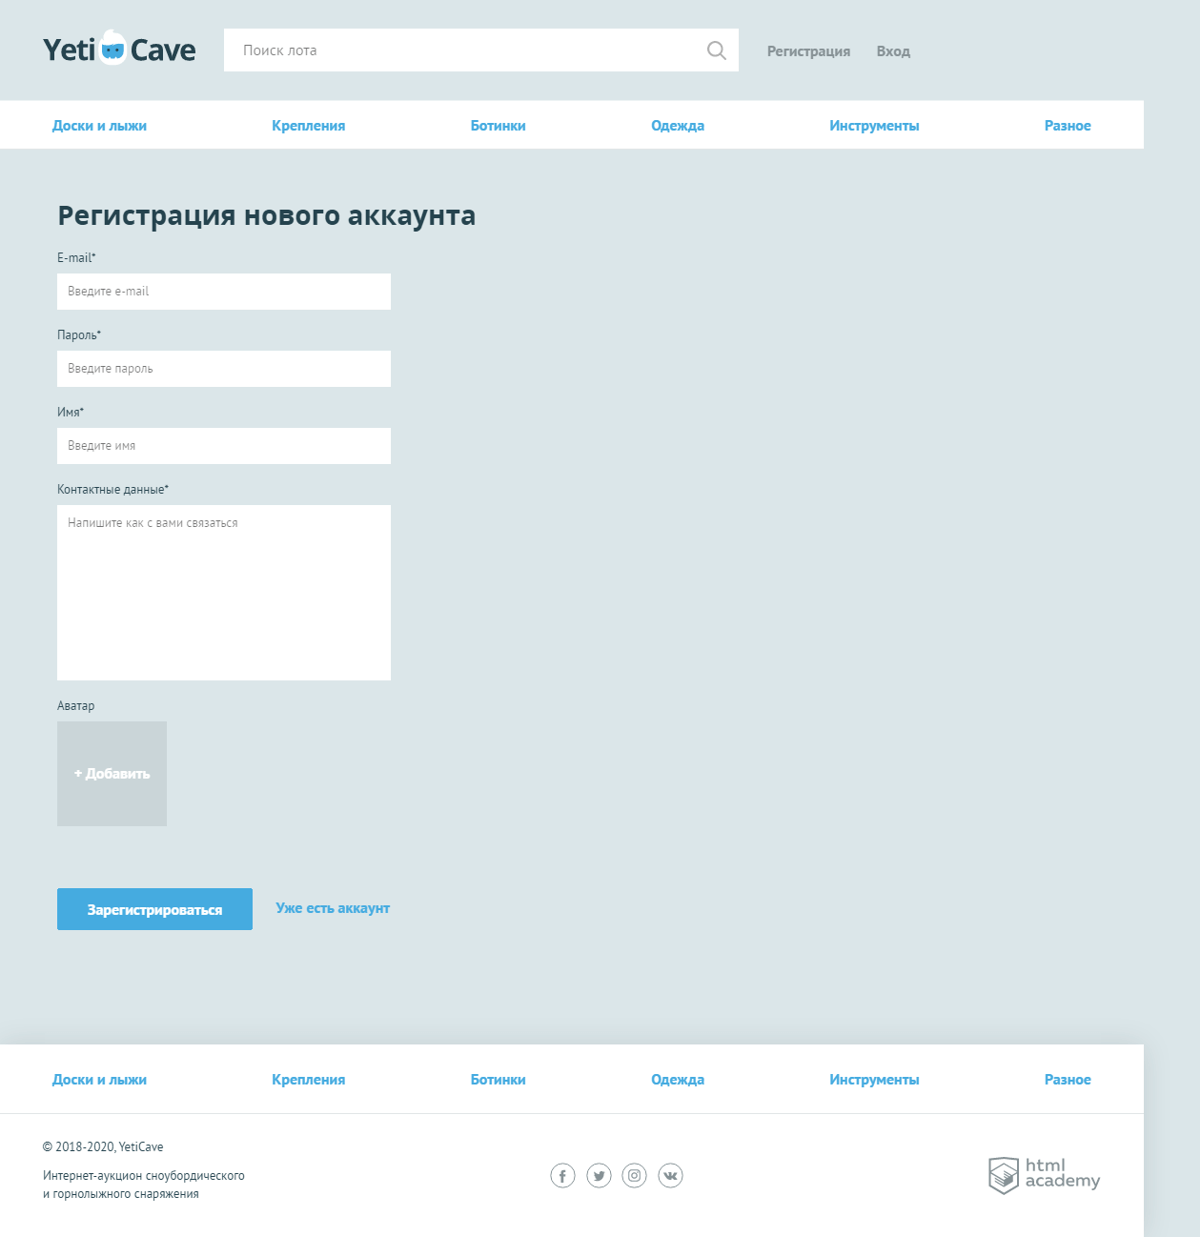 Yeti Cave
Поиск лота
Регистрация Вход
Доски и лыжи Крепления Ботинки Одежда Инструменты Разное
Регистрация нового аккаунта
E-mail*
Введите e-mail
Пароль*
Введите пароль
Имя*
Введите имя
Контактные данные*
Напишите как с вами связаться
Аватар
+ Добавить
Зарегистрироваться Уже есть аккаунт
Доски и лыжи Крепления Ботинки Одежда Инструменты Разное
© 2018-2020, YetiCave
Интернет-аукцион сноубордического
и горнолыжного снаряжения
html
academy